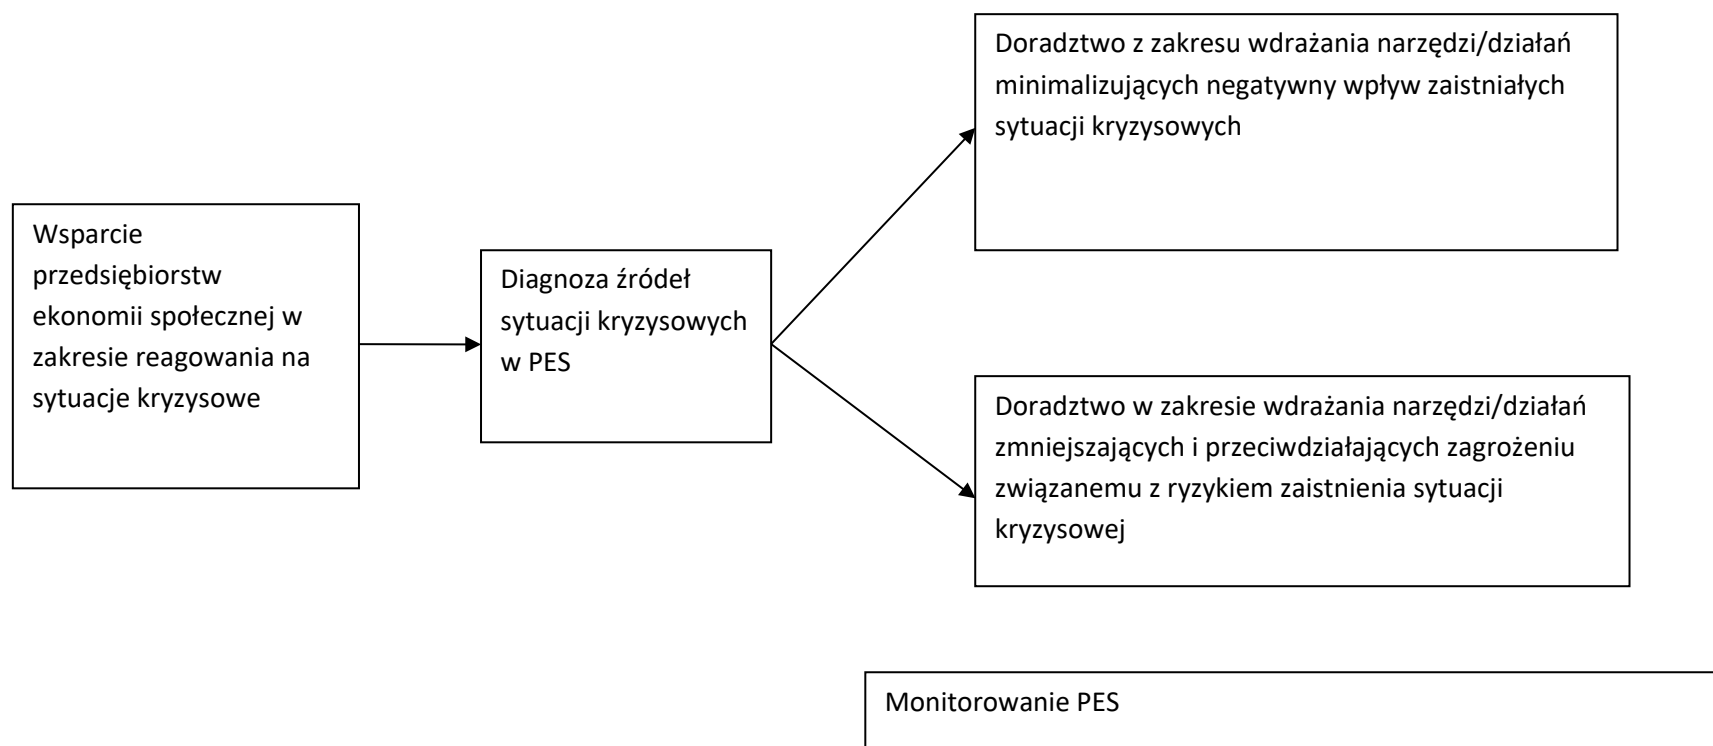 Wsparcie
przedsiębiorstw
ekonomii społecznej w
zakresie reagowania na
sytuacje kryzysowe
Diagnoza źródeł
sytuacji kryzysowych
w PES
Doradztwo z zakresu wdrażania narzędzi/działań
minimalizujących negatywny wpływ zaistniałych
sytuacji kryzysowych
Doradztwo w zakresie wdrażania narzędzi/działań
zmniejszających i przeciwdziałających zagrożeniu
związanemu z ryzykiem zaistnienia sytuacji
kryzysowej
Monitorowanie PES